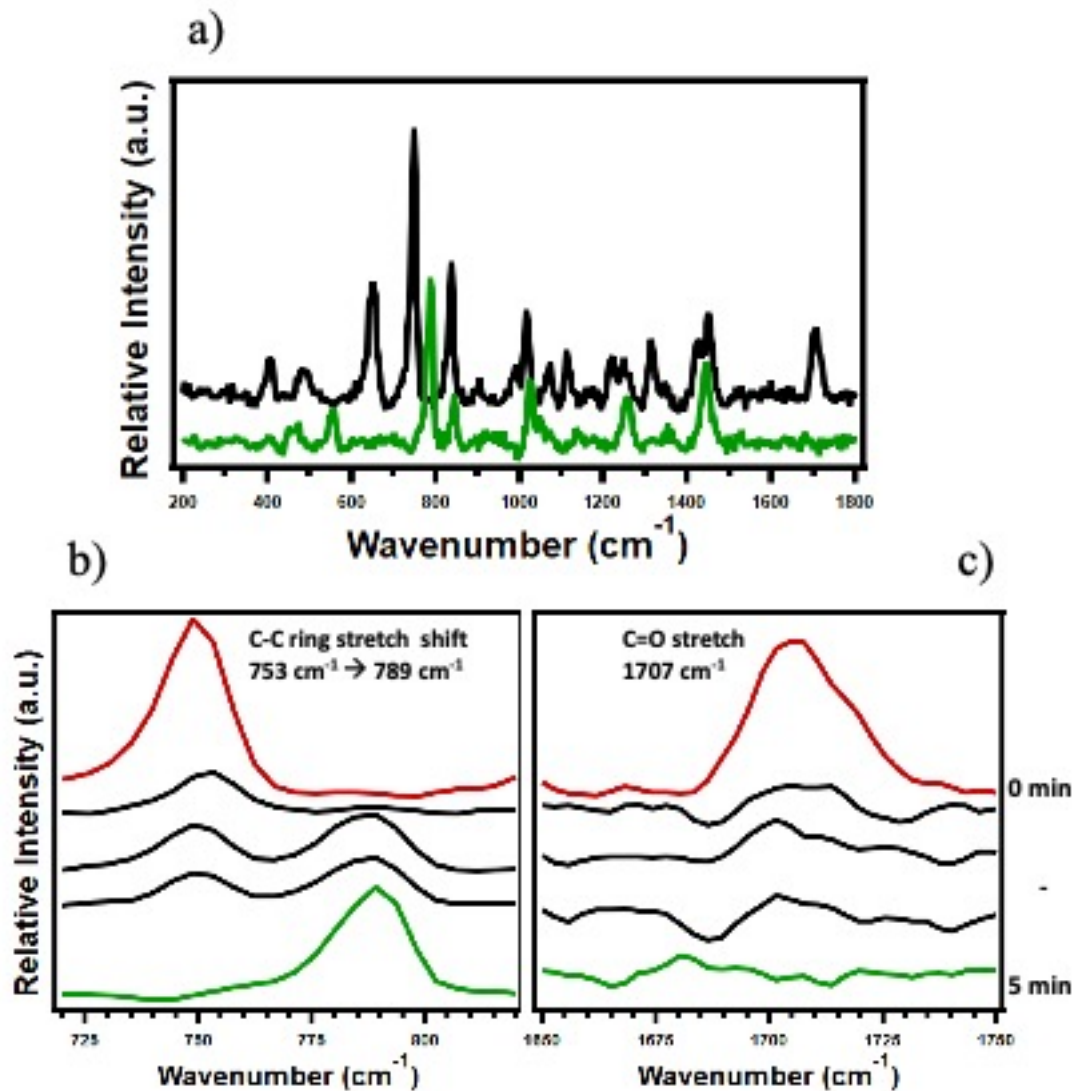 a)
Relative Intensity (a.u.)
200 400 600 800 1000 1200 1400 1600 1800
Wavenumber (cm-1)
b)
c)
Relative Intensity (a.u.)
C-C ring stretch shift
753 cm-1 → 789 cm-1
C=O stretch
1707 cm-1
0 min
-
5 min
725 750 775 800
1650 1675 1700 1725 1750
Wavenumber (cm-1)
Wavenumber (cm-1)